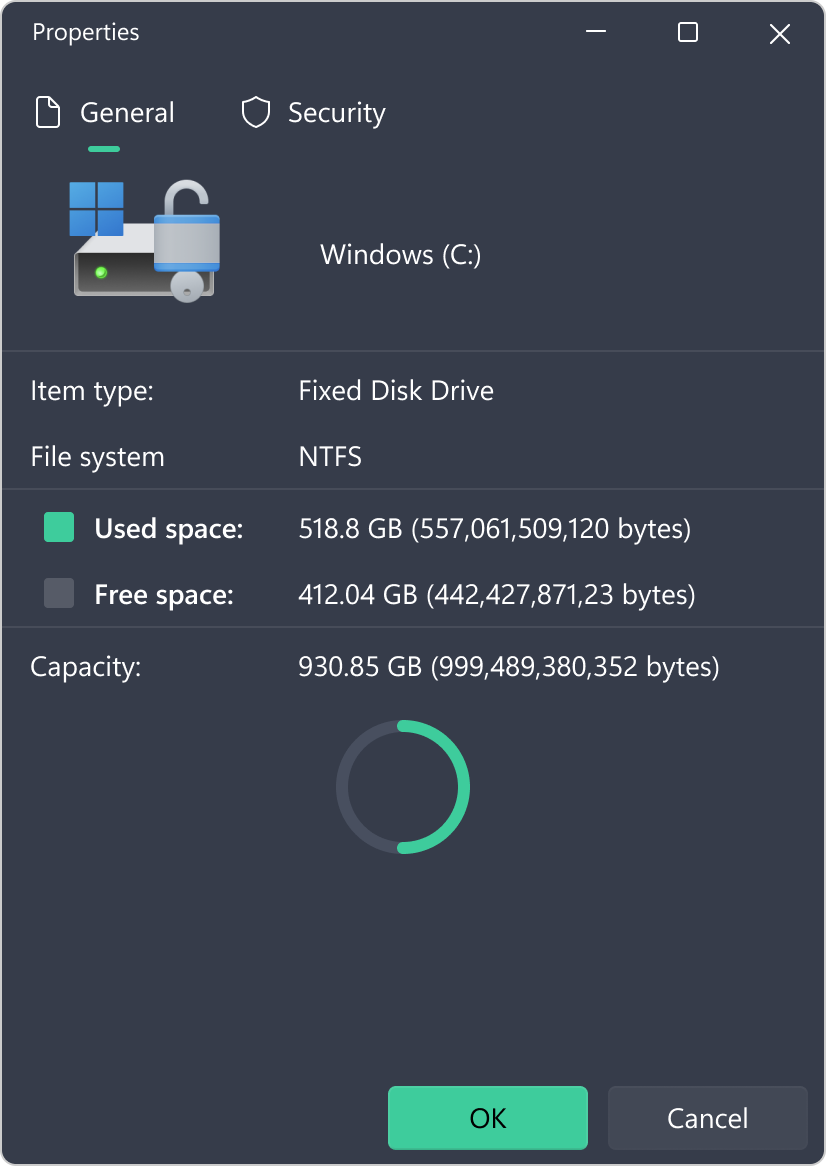 Properties
General Security
Windows (C:)
Item type: Fixed Disk Drive
File system NTFS
Used space: 518.8 GB (557,061,509,120 bytes)
Free space: 412.04 GB (442,427,871,23 bytes)
Capacity: 930.85 GB (999,489,380,352 bytes)
OK Cancel